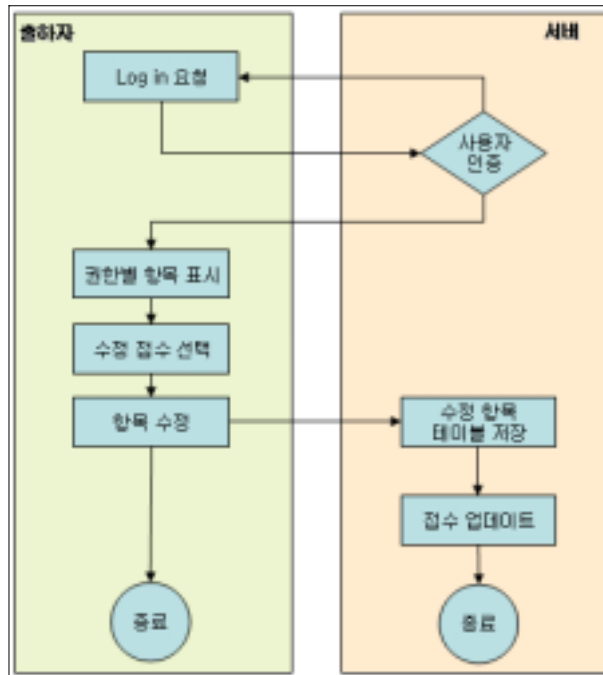 출하자
서버
Log in 요청
사용자
인증
권한별 항목 표시
수정 접수 선택
항목 수정
수정 항목
테이블 저장
접수 업데이트
종료
종료